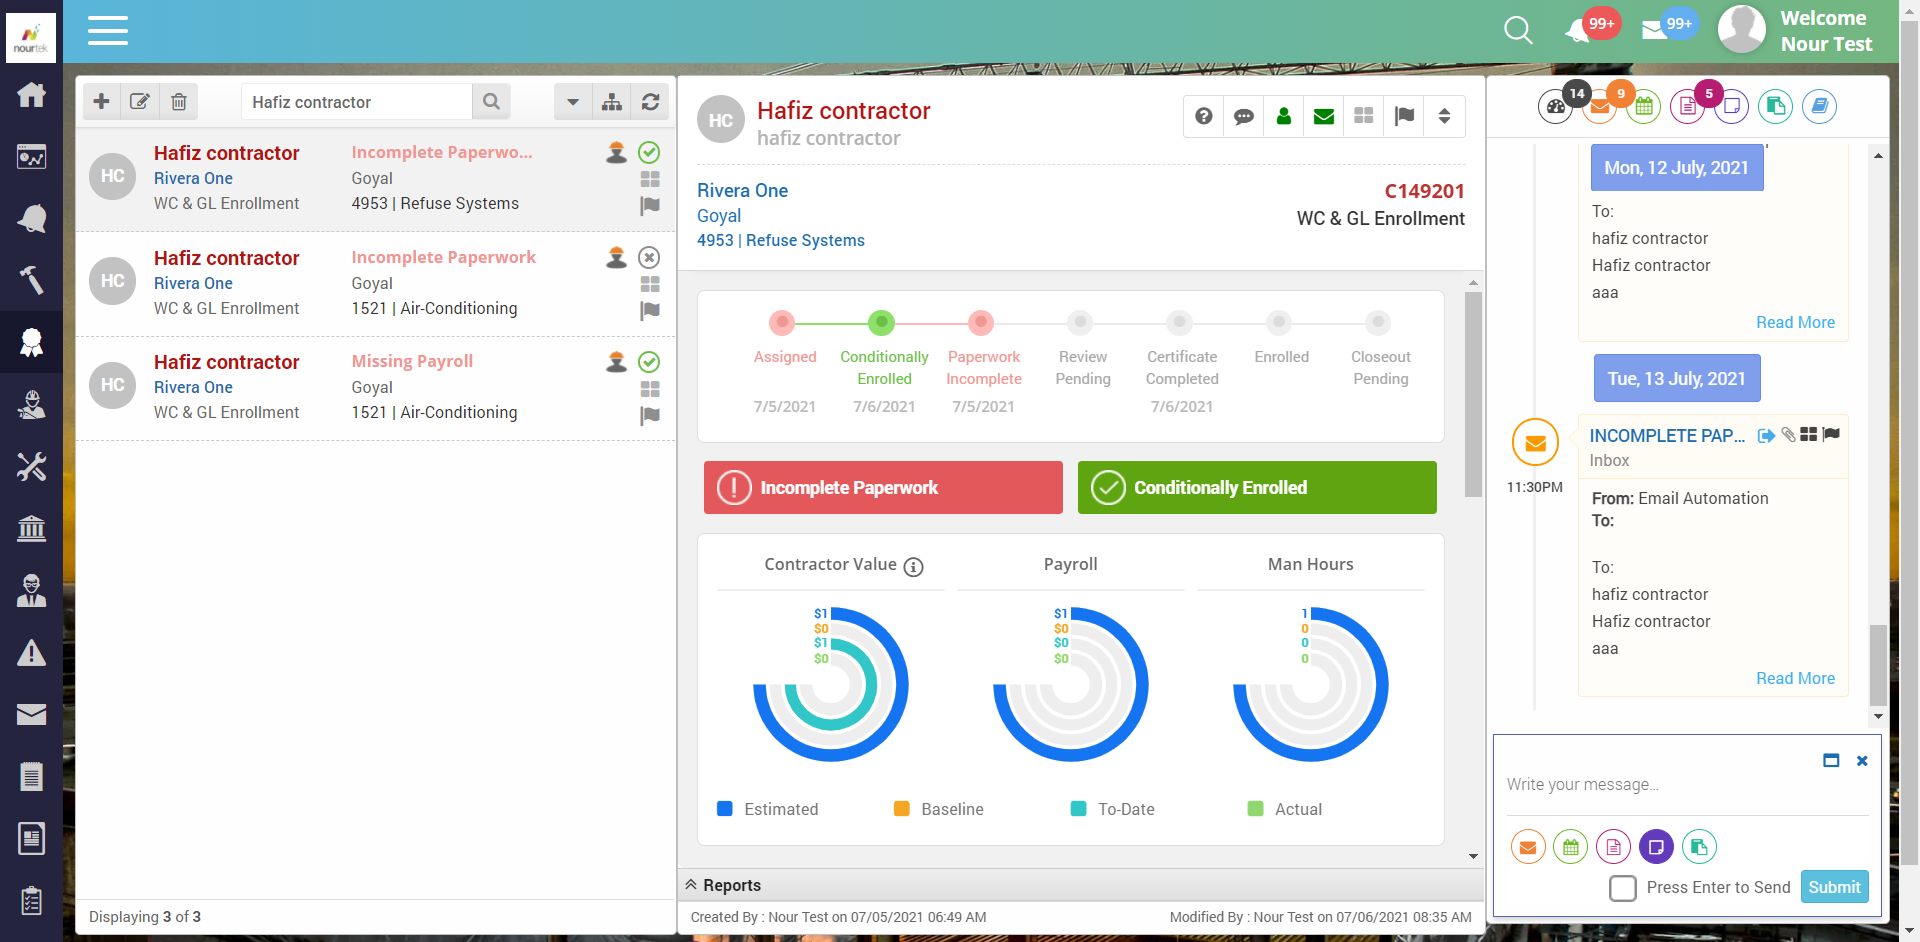 nourtek
99+
99+
Welcome
Nour Test
Hafiz contractor
HC
Hafiz contractor
Incomplete Paperwo...
Rivera One
Goyal
WC & GL Enrollment
4953 | Refuse Systems
HC
Hafiz contractor
Incomplete Paperwork
Rivera One
Goyal
WC & GL Enrollment
1521 | Air-Conditioning
HC
Hafiz contractor
Missing Payroll
Rivera One
Goyal
WC & GL Enrollment
1521 | Air-Conditioning
Displaying 3 of 3
HC
Hafiz contractor
hafiz contractor
Rivera One
Goyal
4953 | Refuse Systems
C149201
WC & GL Enrollment
Assigned
7/5/2021
Conditionally
Enrolled
7/6/2021
Paperwork
Incomplete
7/5/2021
Review
Pending
Certificate
Completed
7/6/2021
Enrolled
Closeout
Pending
Incomplete Paperwork
Conditionally Enrolled
Contractor Value
$1
$0
$1
$0
Payroll
$1
$0
$0
$0
Man Hours
1
0
0
0
Estimated
Baseline
To-Date
Actual
Reports
Created By : Nour Test on 07/05/2021 06:49 AM
Modified By : Nour Test on 07/06/2021 08:35 AM
14
9
5
Mon, 12 July, 2021
To:
hafiz contractor
Hafiz contractor
aaa
Read More
Tue, 13 July, 2021
11:30PM
INCOMPLETE PAP...
Inbox
From: Email Automation
To:
To:
hafiz contractor
Hafiz contractor
aaa
Read More
Write your message...
Press Enter to Send
Submit